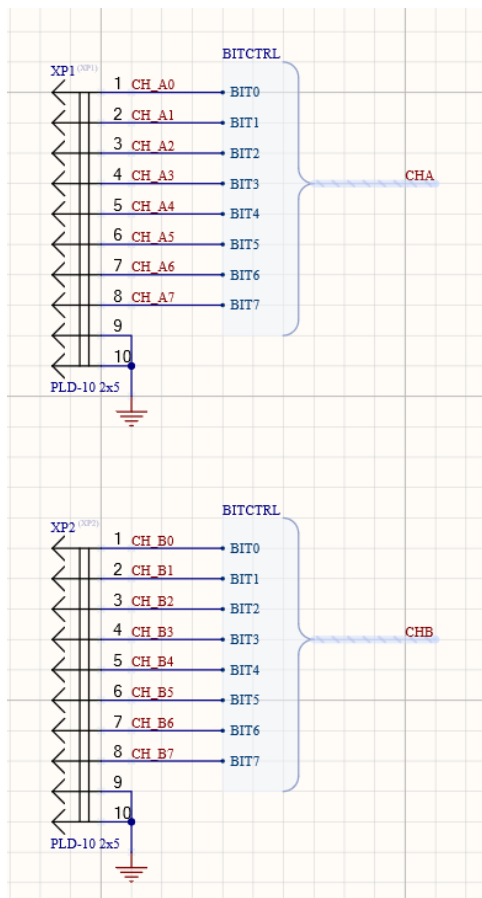 BITCTRL
XP1 (XP1)
1 CH_A0 BIT0
2 CH_A1 BIT1
3 CH_A2 BIT2
4 CH_A3 BIT3 CHA
5 CH_A4 BIT4
6 CH_A5 BIT5
7 CH_A6 BIT6
8 CH_A7 BIT7
9
10
PLD-10 2x5
BITCTRL
XP2 (XP2)
1 CH_B0 BIT0
2 CH_B1 BIT1
3 CH_B2 BIT2
4 CH_B3 BIT3 CHB
5 CH_B4 BIT4
6 CH_B5 BIT5
7 CH_B6 BIT6
8 CH_B7 BIT7
9
10
PLD-10 2x5